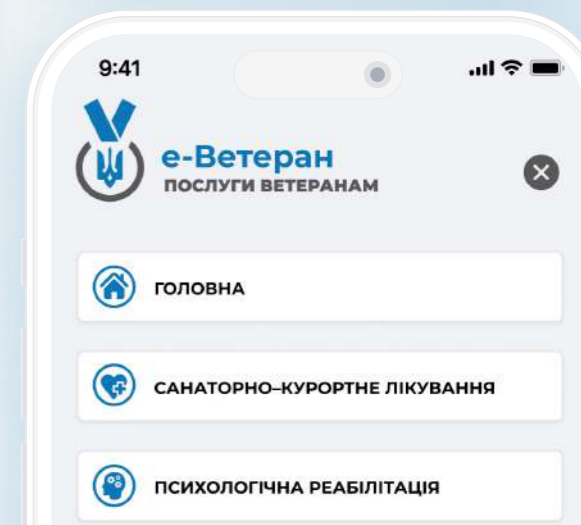 9:41
е-Ветеран
ПОСЛУГИ ВЕТЕРАНАМ
ГОЛОВНА
САНАТОРНО–КУРОРТНЕ ЛІКУВАННЯ
ПСИХОЛОГІЧНА РЕАБІЛІТАЦІЯ